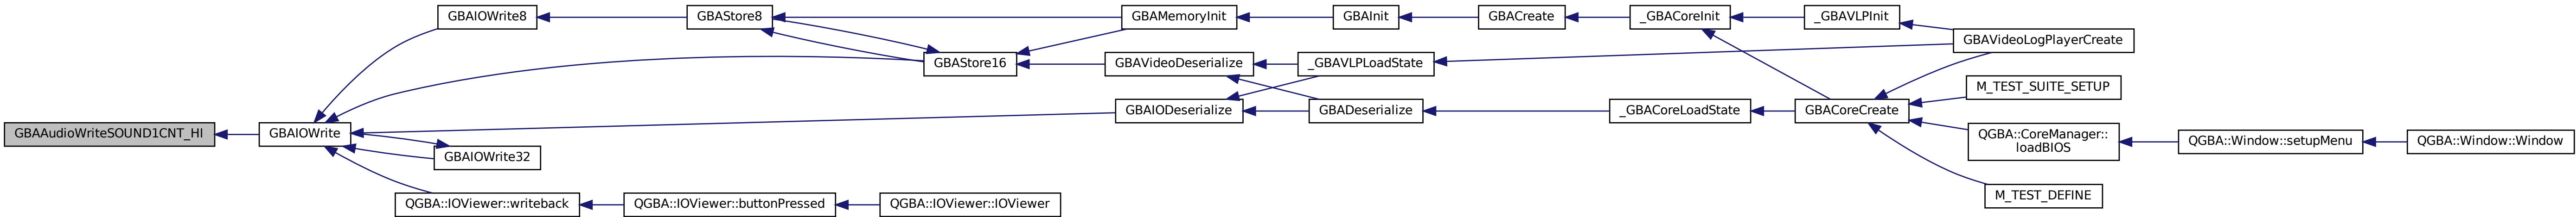 GBAAudioWriteSOUND1CNT_HI
GBAIOWrite
GBAIOWrite8
GBAStore8
GBAStore16
GBAMemoryInit
GBAInit
GBACreate
_GBACoreInit
_GBAVLPInit
GBAVideoLogPlayerCreate
GBAVideoDeserialize
_GBAVLPLoadState
GBAIODeserialize
GBADeserialize
_GBACoreLoadState
GBACoreCreate
M_TEST_SUITE_SETUP
QGBA::CoreManager::
loadBIOS
QGBA::Window::setupMenu
QGBA::Window::Window
M_TEST_DEFINE
GBAIOWrite32
QGBA::IOViewer::writeback
QGBA::IOViewer::buttonPressed
QGBA::IOViewer::IOViewer